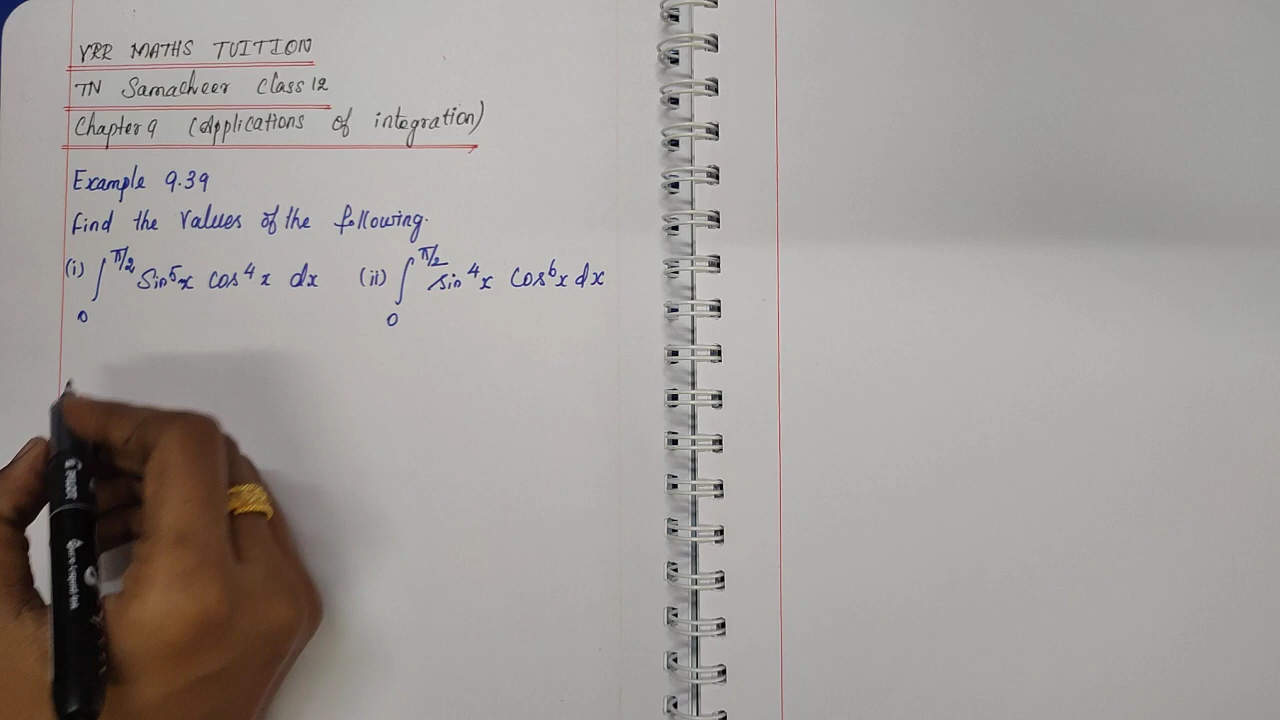 YRR MATHS TUITION
TN Samacheer Class 12
Chapter 9 (Applications of integration)
Example 9.39
Find the values of the following.
(i) ∫₀^π/2 Sin⁵x cos⁴x dx (ii) ∫₀^π/2 sin⁴x cos⁶x dx
PILOT